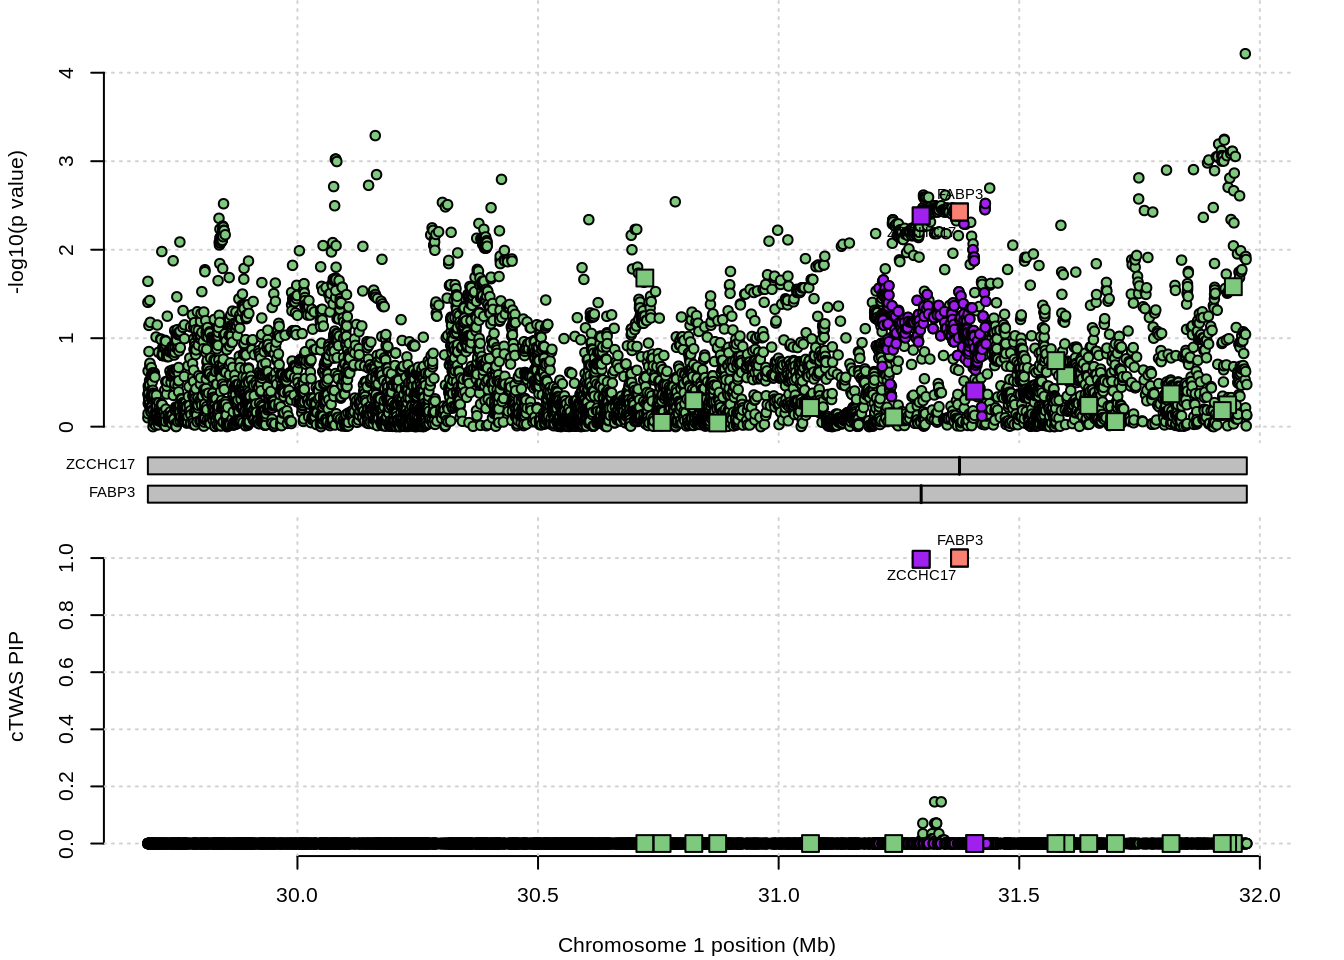 -log10(p value)
4
3
2
1
0
FABP3
ZCCHC17
ZCCHC17
FABP3
cTWAS PIP
1.0
0.8
0.6
0.4
0.2
0.0
FABP3
ZCCHC17
30.0 30.5 31.0 31.5 32.0
Chromosome 1 position (Mb)